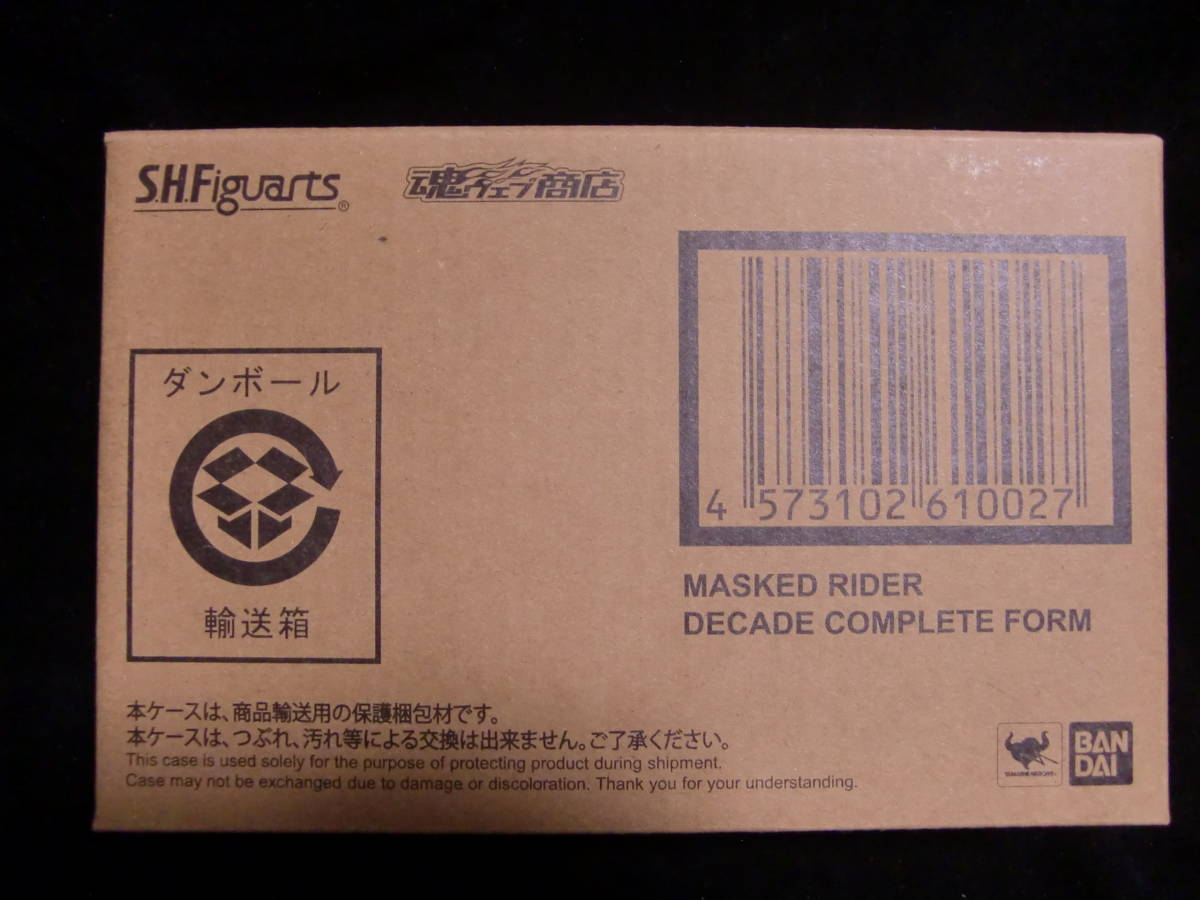 S.H.Figuarts®
魂ウェブ商店
4 573102 610027
MASKED RIDER
DECADE COMPLETE FORM
ダンボール
輸送箱
本ケースは、商品輸送用の保護梱包材です。
本ケースは、つぶれ、汚れ等による交換は出来ません。ご了承ください。
This case is used solely for the purpose of protecting product during shipment.
Case may not be exchanged due to damage or discoloration. Thank you for your understanding.
BAN
DAI